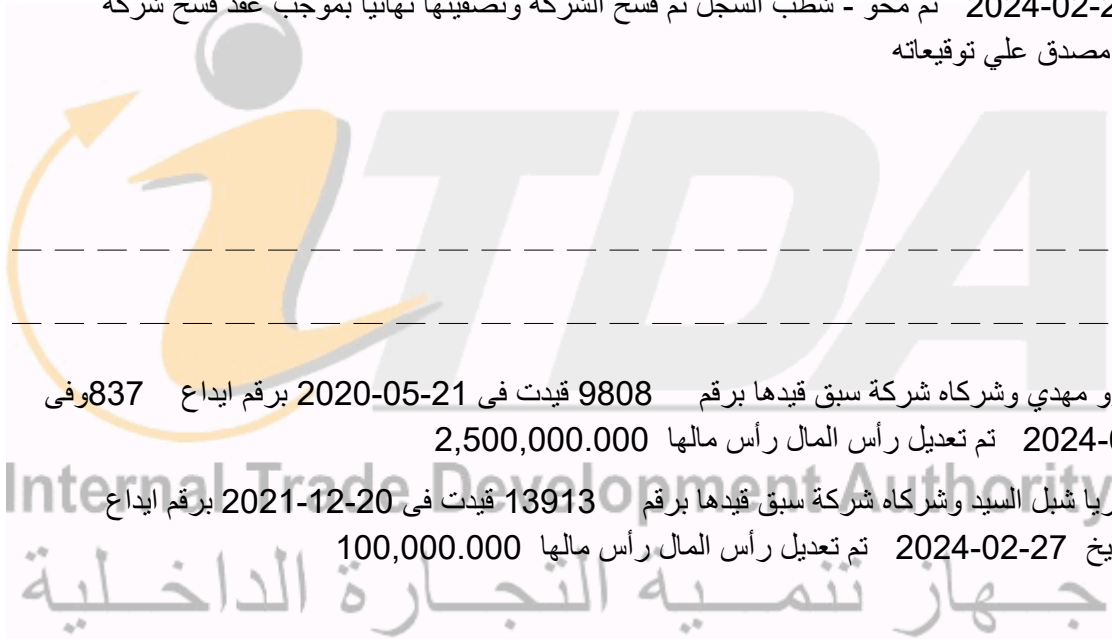 2024-02-2 تم محو - شطب السجل تم فسخ الشركة وتصفيتها نهائيا بموجب عقد فسخ شركة
مصدق علي توقيعاته
iTDA
و مهدي وشركاه شركة سبق قيدها برقم 9808 قيدت فى 21-05-2020 برقم ايداع 837وفى
2024-0 تم تعديل رأس المال رأس مالها 2,500,000.000
Internal Trade Development Authority
ريا شبل السيد وشركاه شركة سبق قيدها برقم 13913 قيدت فى 20-12-2021 برقم ايداع
يخ 27-02-2024 تم تعديل رأس المال رأس مالها 100,000.000
جهاز تنمية التجارة الداخلية